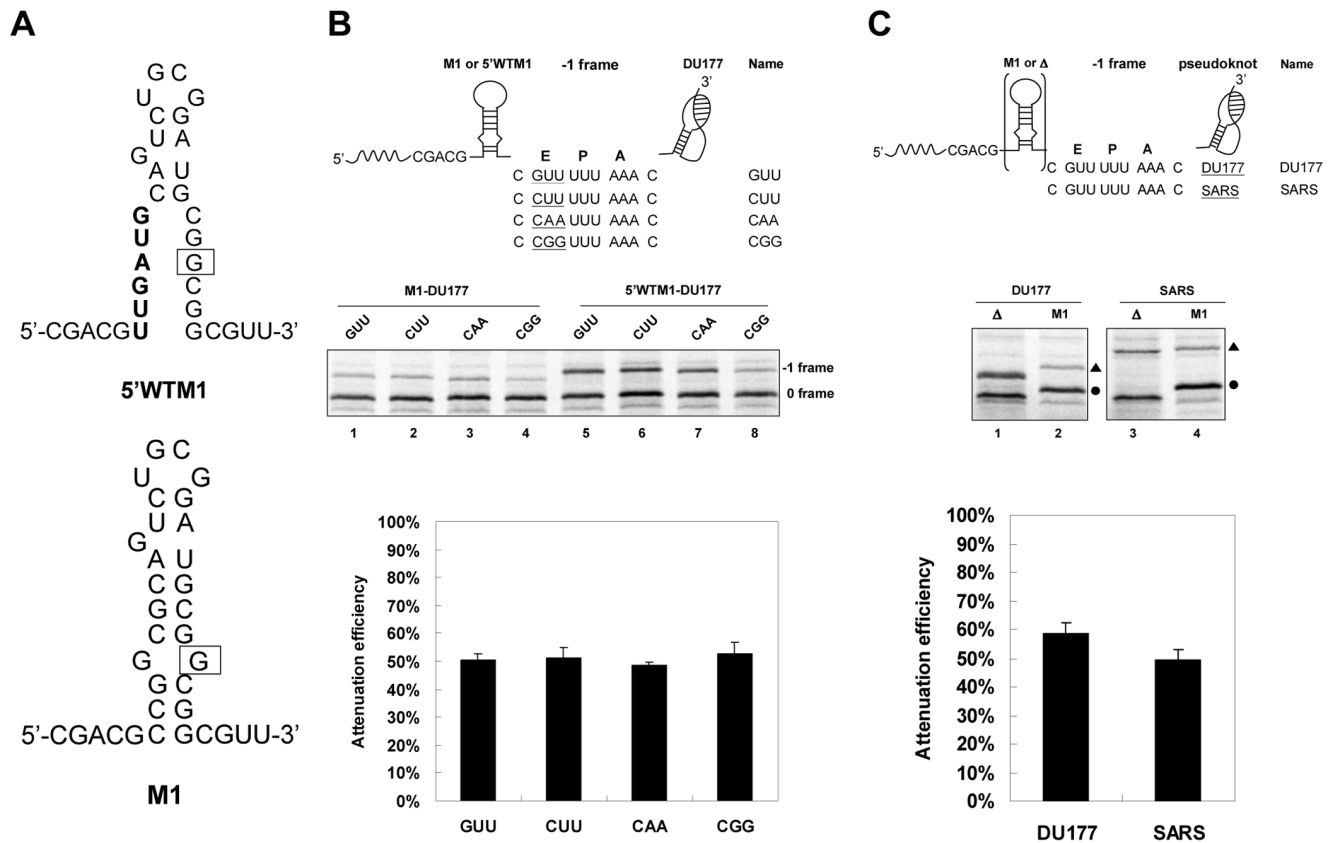 A
G C
U G
C G
U A
G A
A U
C G
G C
U G
A G
G C
U G
5'-CGACGU GCGUU-3'
5'WTM1
G C
U G
C G
U A
G
A U
C G
G C
C G
G G
G C
C G
5'-CGACGC GCGUU-3'
M1
B
M1 or 5'WTM1 -1 frame DU177 Name
3'
5' CGACG E P A
C GUU UUU AAA C GUU
C CUU UUU AAA C CUU
C CAA UUU AAA C CAA
C CGG UUU AAA C CGG
M1-DU177 5'WTM1-DU177
GUU CUU CAA CGG GUU CUU CAA CGG
-1 frame
0 frame
1 2 3 4 5 6 7 8
Attenuation efficiency
100%
90%
80%
70%
60%
50%
40%
30%
20%
10%
0%
GUU CUU CAA CGG
C
M1 or Δ -1 frame pseudoknot Name
3'
5' CGACG E P A
C GUU UUU AAA C DU177 DU177
C GUU UUU AAA C SARS SARS
DU177 SARS
Δ M1 Δ M1
1 2 3 4
Attenuation efficiency
100%
90%
80%
70%
60%
50%
40%
30%
20%
10%
0%
DU177 SARS